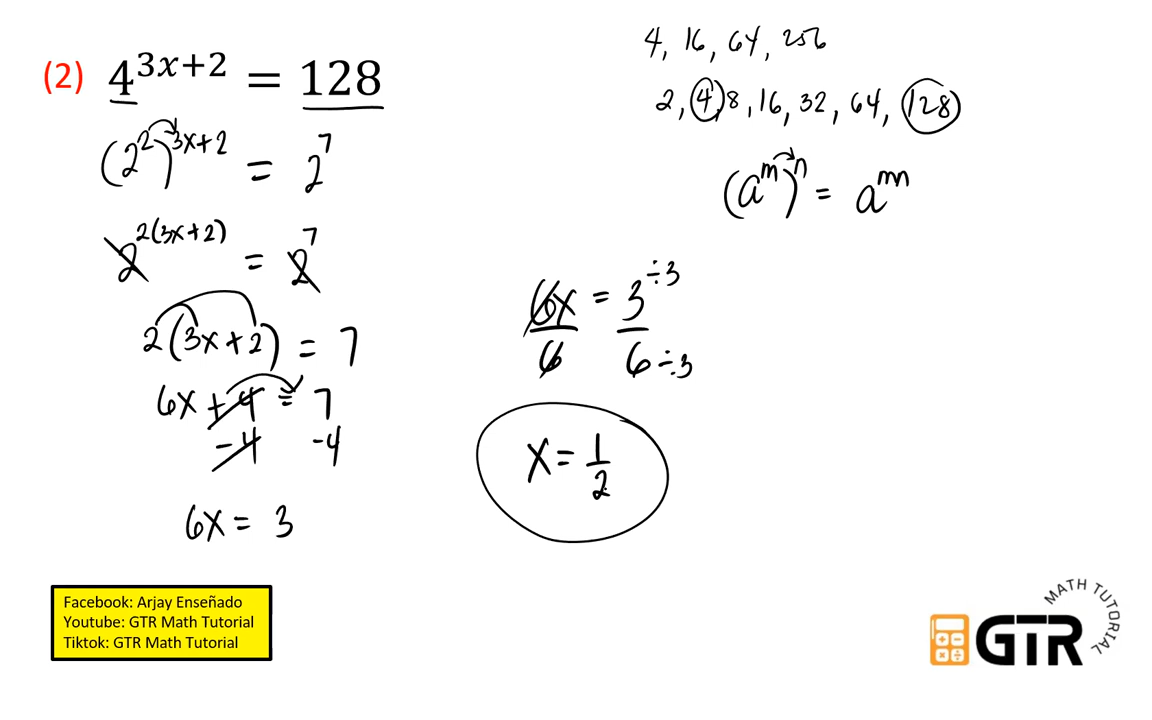 (2) 4^{3x+2} = 128
(2^2)^{3x+2} = 2^7
2^{2(3x+2)} = 2^7
2(3x+2) = 7
6x + 4 = 7
-4 -4
6x = 3
4, 16, 64, 256
2, 4, 8, 16, 32, 64, 128
(a^m)^n = a^{mn}
6x/6 = 3÷3/6÷3
x = 1/2
Facebook: Arjay Enseñado
Youtube: GTR Math Tutorial
Tiktok: GTR Math Tutorial
GTR MATH TUTORIAL